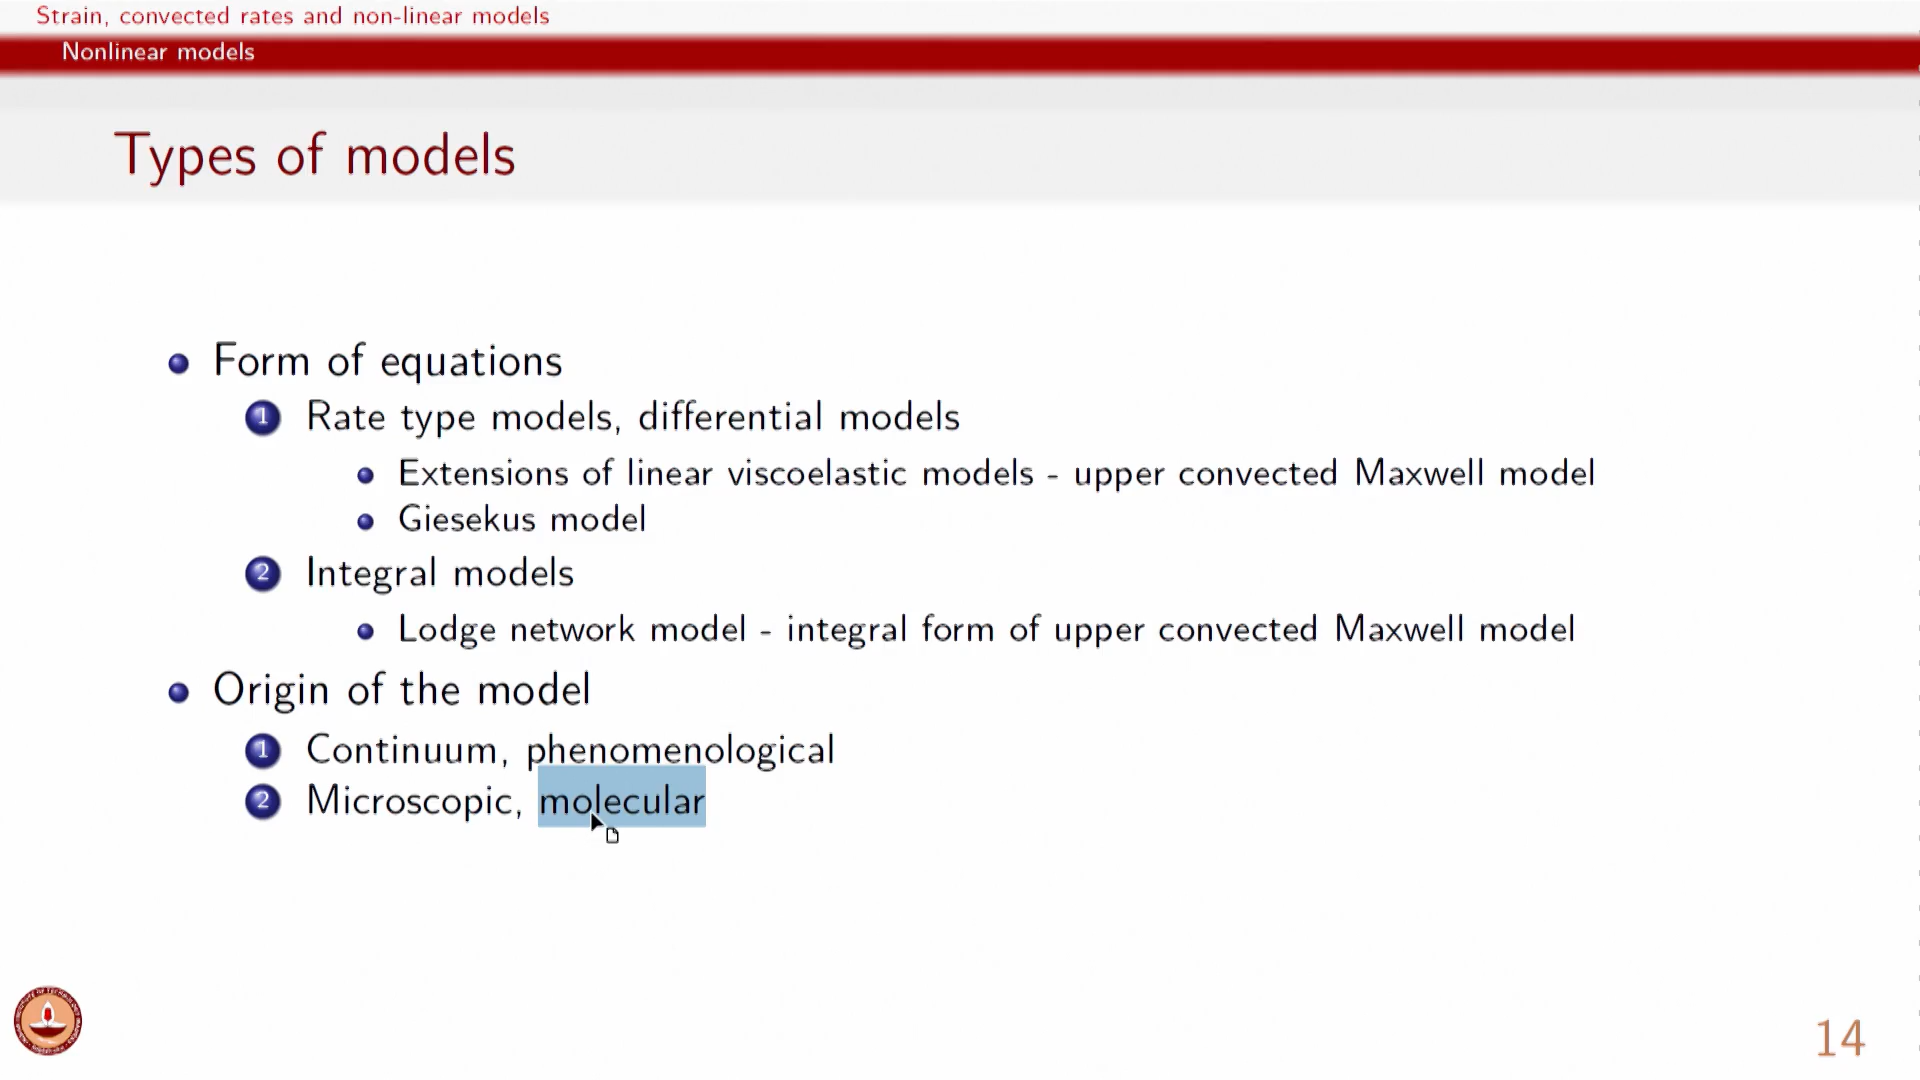 Strain, convected rates and non-linear models
Nonlinear models
Types of models
Form of equations
1 Rate type models, differential models
Extensions of linear viscoelastic models - upper convected Maxwell model
Giesekus model
2 Integral models
Lodge network model - integral form of upper convected Maxwell model
Origin of the model
1 Continuum, phenomenological
2 Microscopic, molecular
14